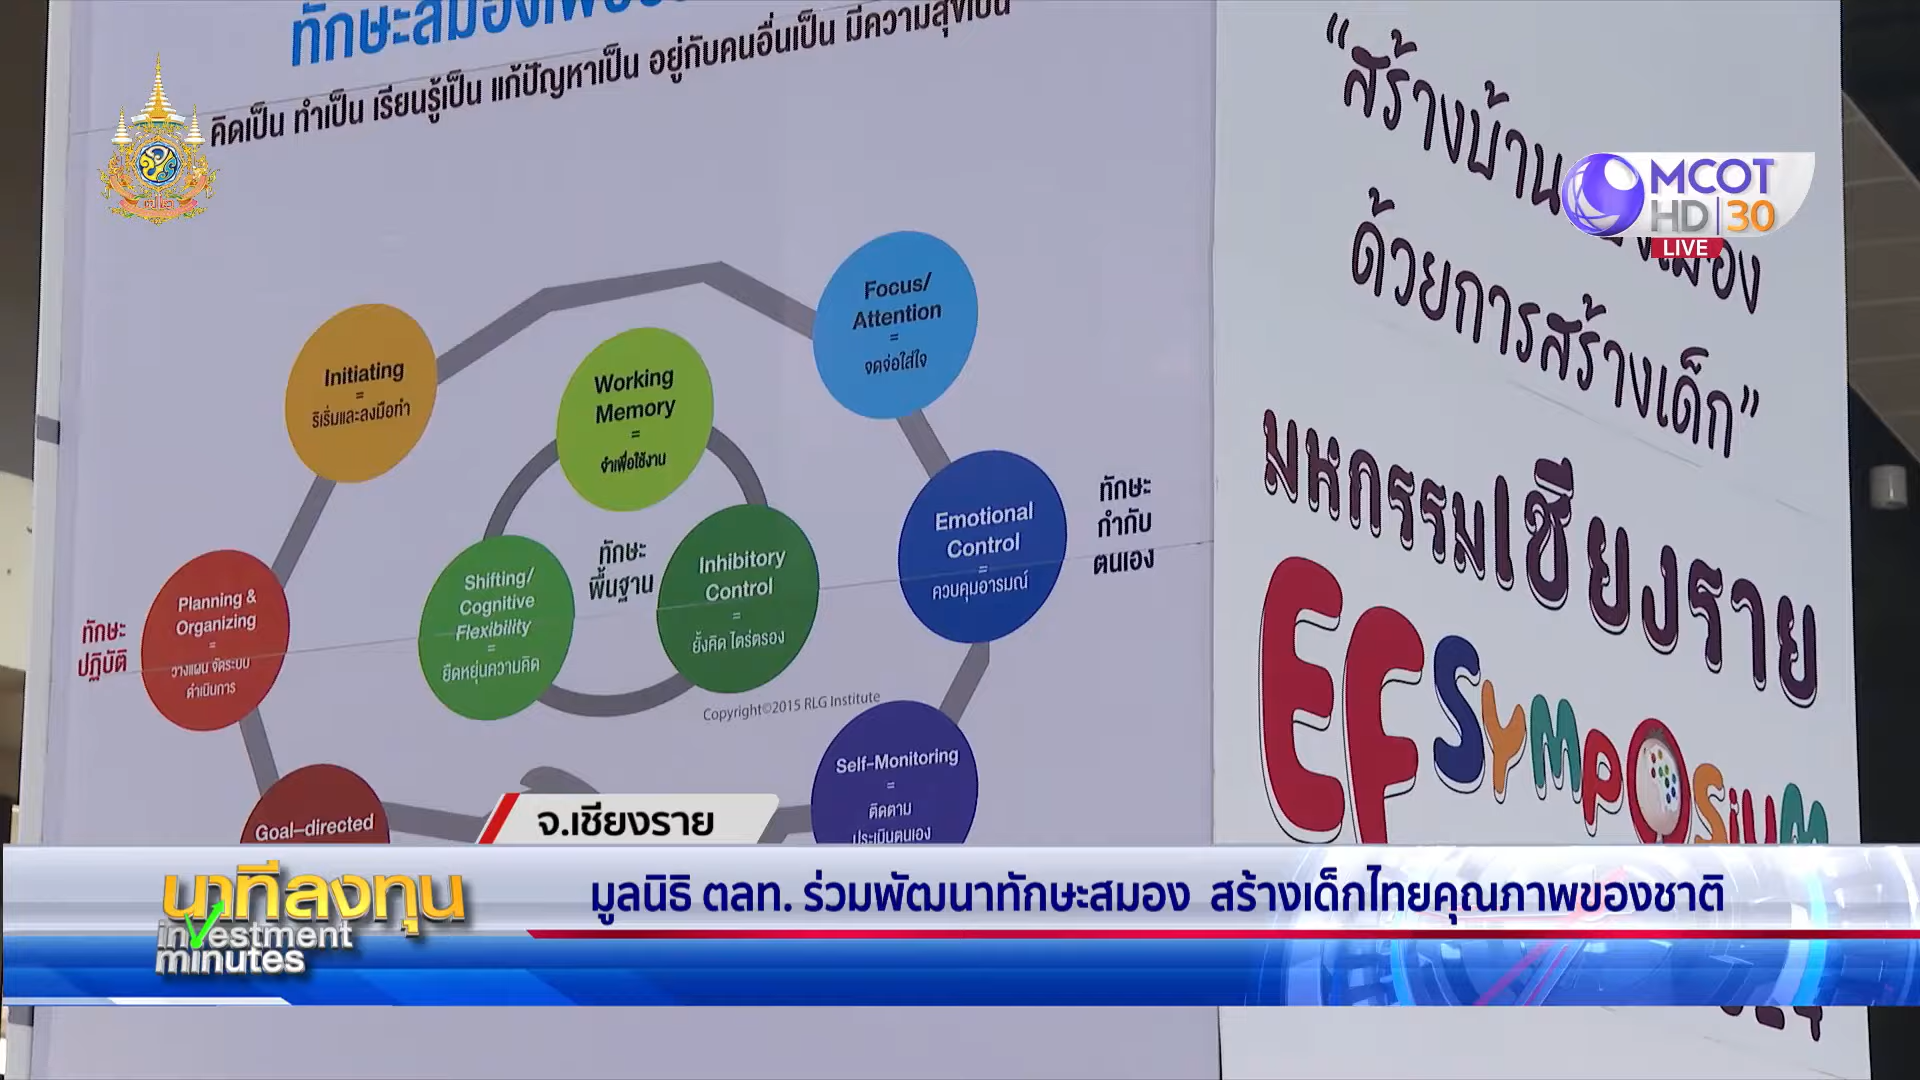 ทักษะสมองเพื่อ
คิดเป็น ทำเป็น เรียนรู้เป็น แก้ปัญหาเป็น อยู่กับคนอื่นเป็น มีความสุขเป็น
Initiating
=
ริเริ่มและลงมือทำ
Working
Memory
=
จำเพื่อใช้งาน
Focus/
Attention
=
จดจ่อใส่ใจ
Emotional
Control
=
ควบคุมอารมณ์
ทักษะ
กำกับ
ตนเอง
Planning &
Organizing
=
วางแผน จัดระบบ
ดำเนินการ
ทักษะ
ปฏิบัติ
Shifting/
Cognitive
Flexibility
=
ยืดหยุ่นความคิด
ทักษะ
พื้นฐาน
Inhibitory
Control
=
ยั้งคิด ไตร่ตรอง
Copyright©2015 RLG Institute
Self-Monitoring
=
ติดตาม
ประเมินตนเอง
Goal-directed
"สร้างบ้าน
เมือง
ด้วยการสร้างเด็ก"
มหกรรมเชียงราย
EF Symposium
MCOT
HD 30
LIVE
จ.เชียงราย
นาทีลงทุน
investment
minutes
มูลนิธิ ตลท. ร่วมพัฒนาทักษะสมอง สร้างเด็กไทยคุณภาพของชาติ